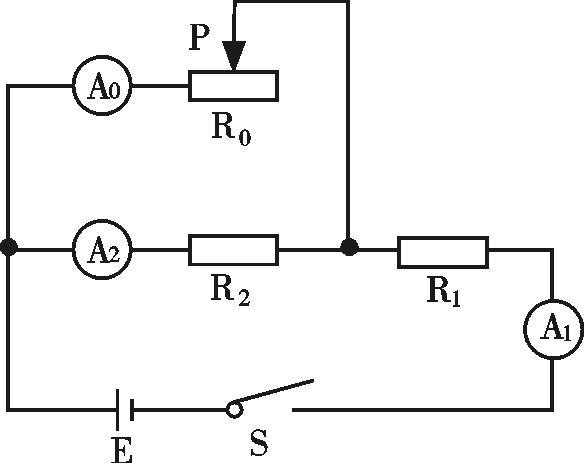 P
A₀
R₀
A₂
R₂
R₁
A₁
E
S